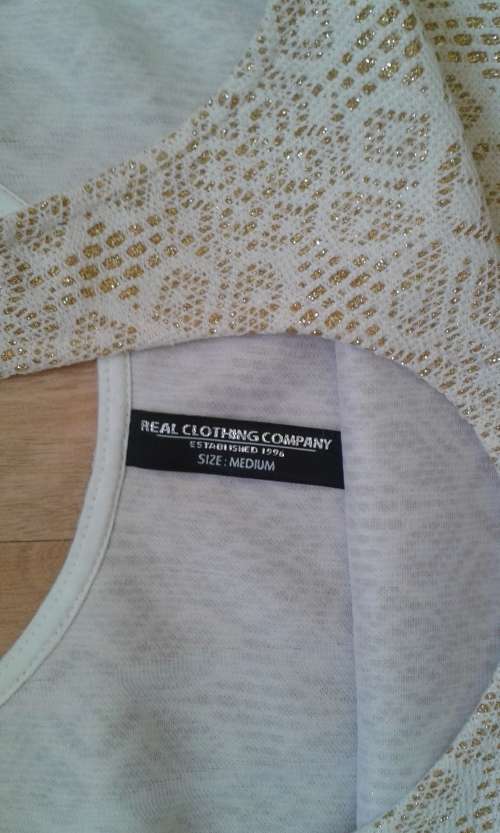 REAL CLOTHING COMPANY
ESTABLISHED 1996
SIZE: MEDIUM